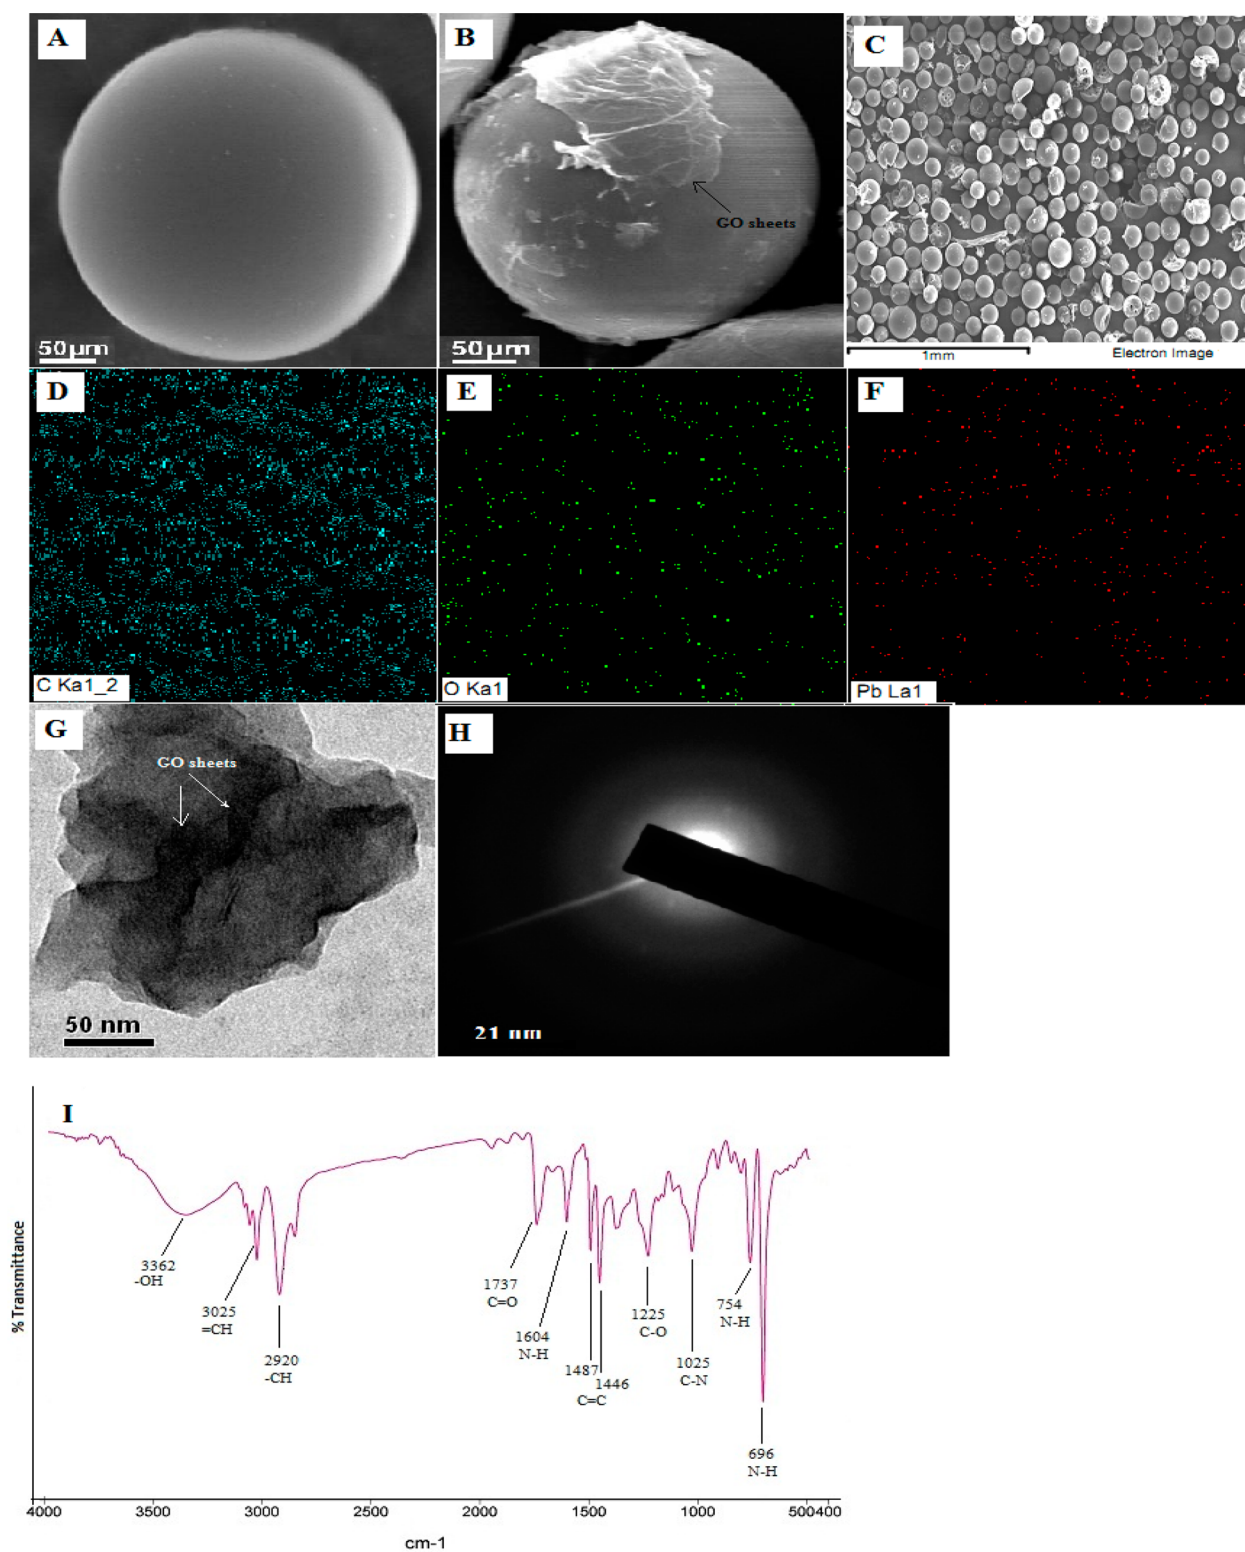 A
B
C
GO sheets
50µm
50µm
1mm
Electron Image
D
E
F
C Ka1_2
O Ka1
Pb La1
G
H
GO sheets
50 nm
21 nm
I
% Transmittance
3362
-OH
3025
=CH
2920
-CH
1737
C=O
1604
N-H
1487
1446
C=C
1225
C-O
1025
C-N
754
N-H
696
N-H
4000 3500 3000 2500 2000 1500 1000 500400
cm-1